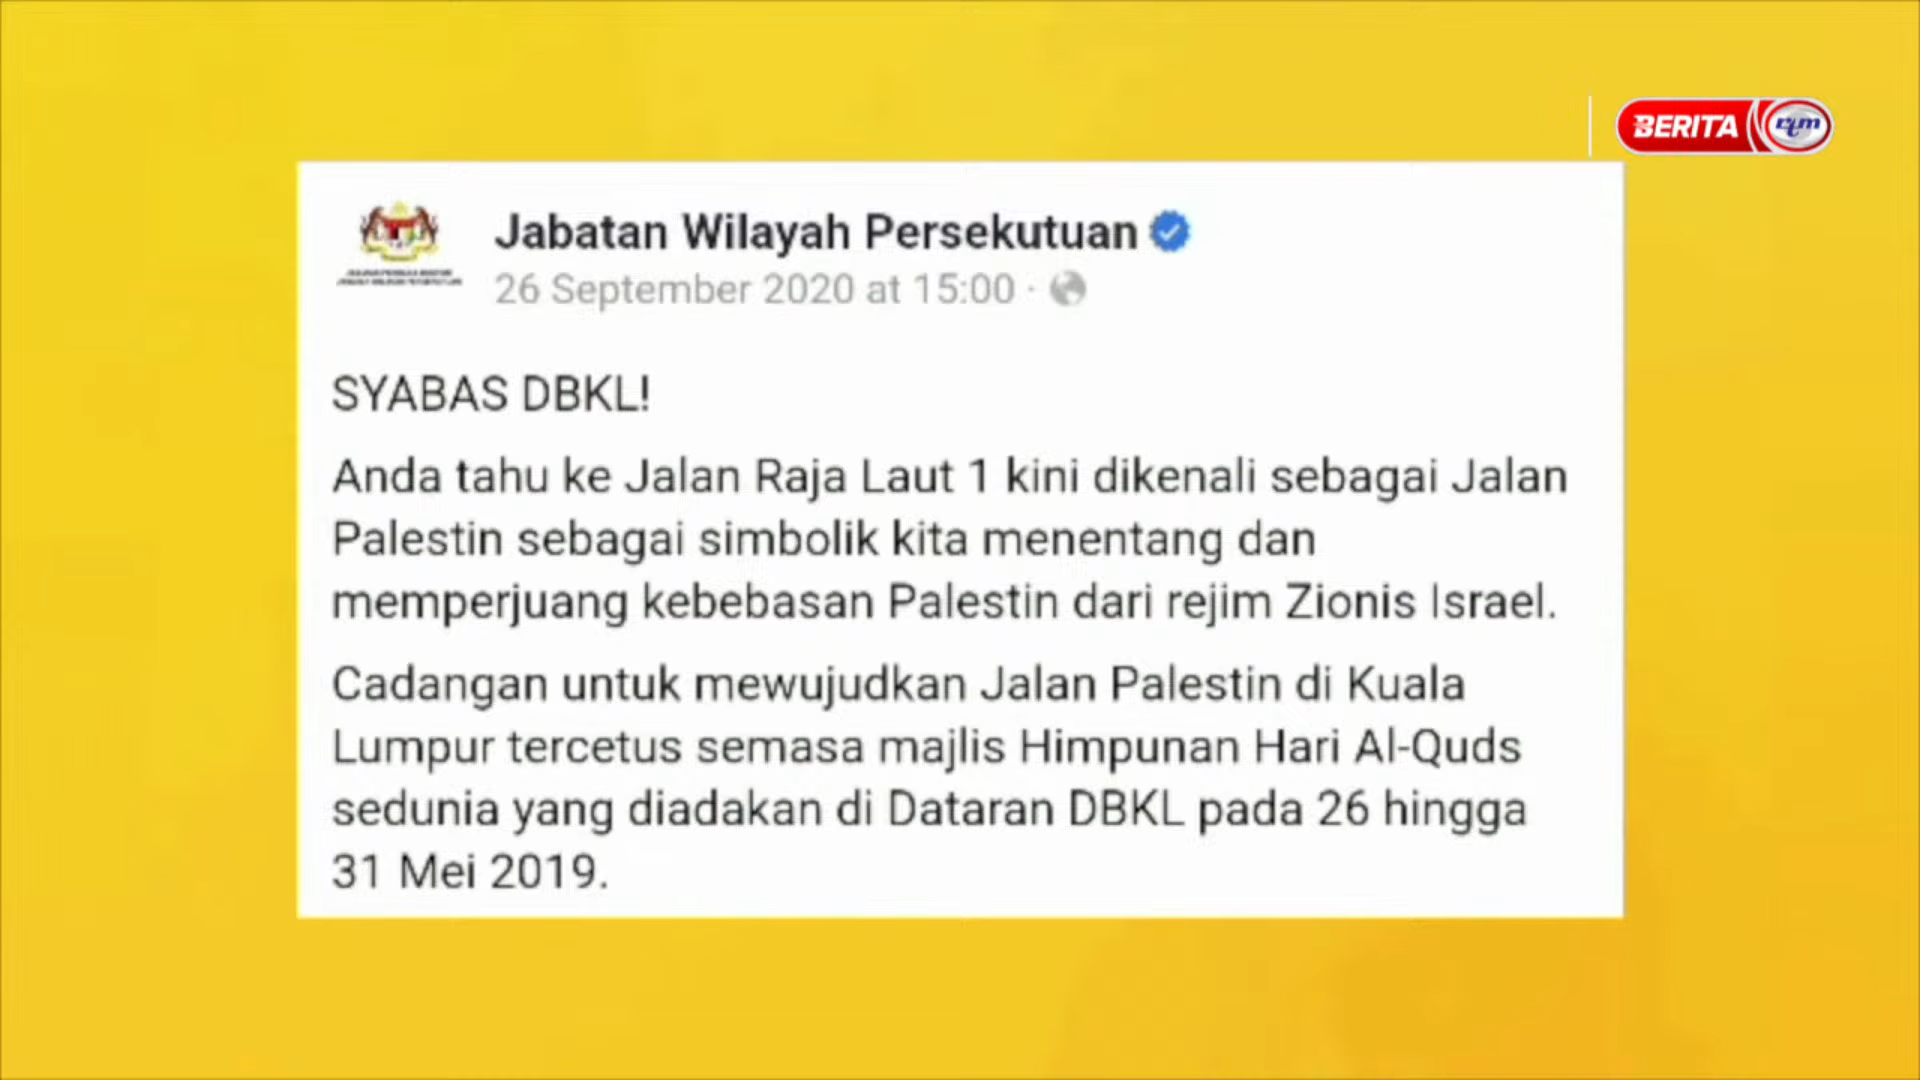 BERITA rtm
Jabatan Wilayah Persekutuan
26 September 2020 at 15:00 ·
SYABAS DBKL!
Anda tahu ke Jalan Raja Laut 1 kini dikenali sebagai Jalan
Palestin sebagai simbolik kita menentang dan
memperjuang kebebasan Palestin dari rejim Zionis Israel.
Cadangan untuk mewujudkan Jalan Palestin di Kuala
Lumpur tercetus semasa majlis Himpunan Hari Al-Quds
sedunia yang diadakan di Dataran DBKL pada 26 hingga
31 Mei 2019.